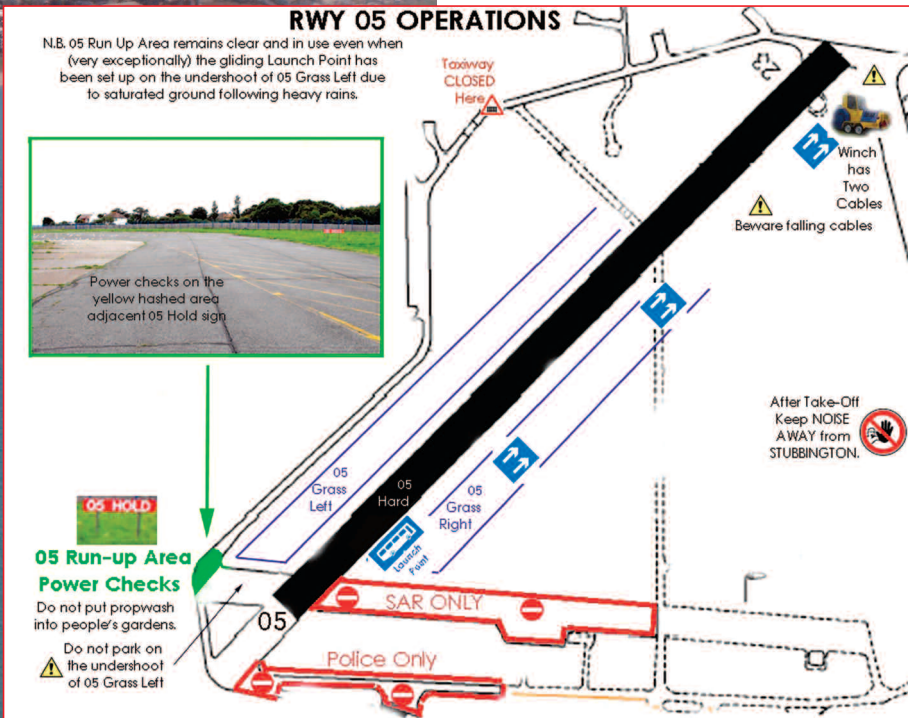 RWY 05 OPERATIONS
N.B. 05 Run Up Area remains clear and in use even when
(very exceptionally) the gliding Launch Point has
been set up on the undershoot of 05 Grass Left due
to saturated ground following heavy rains.
Taxiway
CLOSED
Here
22
Winch
has
Two
Cables
Beware falling cables
Power checks on the
yellow hashed area
adjacent 05 Hold sign
After Take-Off
Keep NOISE
AWAY from
STUBBINGTON.
05
Grass
Left
05
Hard
05
Grass
Right
Launch
Point
05 HOLD
05 Run-up Area
Power Checks
Do not put propwash
into people's gardens.
Do not park on
the undershoot
of 05 Grass Left
05
SAR ONLY
Police Only